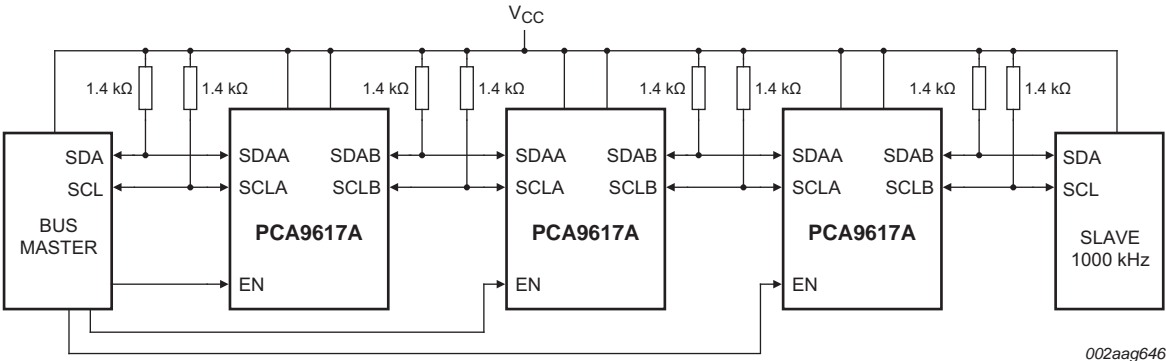 VCC
1.4 kΩ 1.4 kΩ 1.4 kΩ 1.4 kΩ 1.4 kΩ 1.4 kΩ 1.4 kΩ 1.4 kΩ
SDA SDAA SDAB SDAA SDAB SDAA SDAB SDA
SCL SCLA SCLB SCLA SCLB SCLA SCLB SCL
BUS
MASTER
PCA9617A PCA9617A PCA9617A
SLAVE
1000 kHz
EN EN EN
002aag646